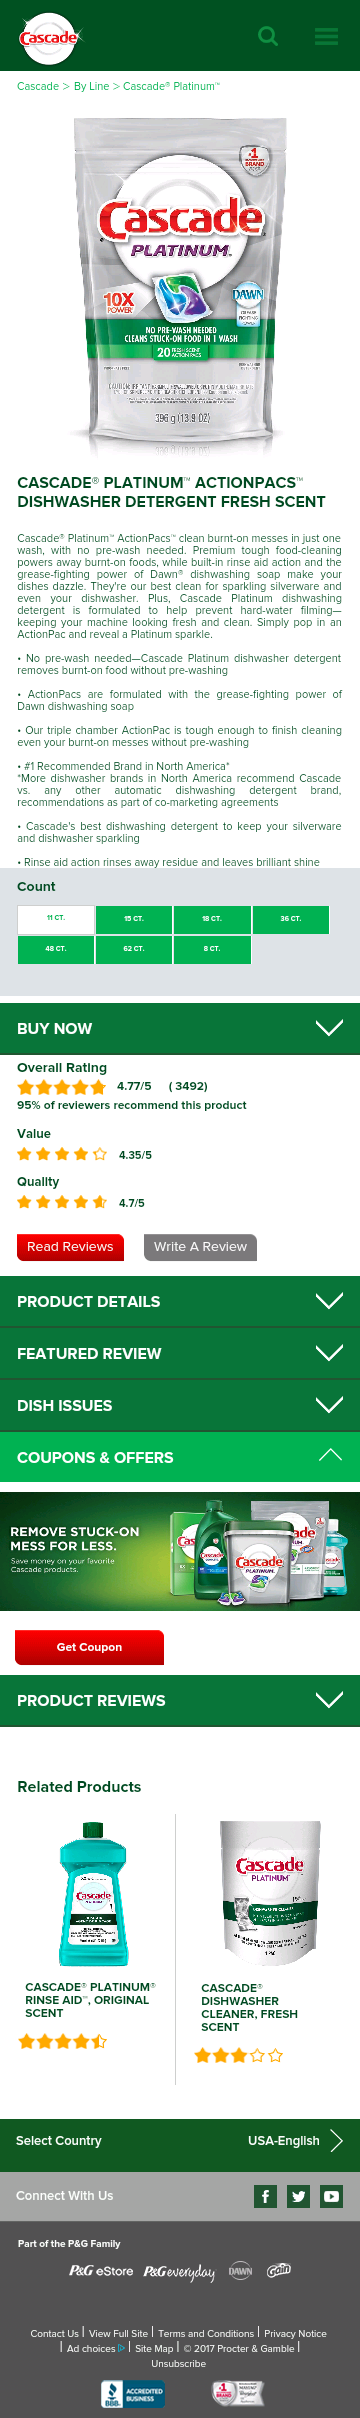 Cascade
Cascade > By Line > Cascade® Platinum™
#1
Cascade
PLATINUM
10X
POWER
DAWN
GREASE
FIGHTING
POWER
NO PRE-WASH NEEDED
CLEANS STUCK-ON FOOD IN 1 WASH
20 FRESH SCENT ACTION PACS
396 g (13.9 OZ)
CASCADE® PLATINUM™ ACTIONPACS™
DISHWASHER DETERGENT FRESH SCENT
Cascade® Platinum™ ActionPacs™ clean burnt-on messes in just one
wash, with no pre-wash needed. Premium tough food-cleaning
powers away burnt-on foods, while built-in rinse aid action and the
grease-fighting power of Dawn® dishwashing soap make your
dishes dazzle. They're our best clean for sparkling silverware and
even your dishwasher. Plus, Cascade Platinum dishwashing
detergent is formulated to help prevent hard-water filming—
keeping your machine looking fresh and clean. Simply pop in an
ActionPac and reveal a Platinum sparkle.
• No pre-wash needed—Cascade Platinum dishwasher detergent
removes burnt-on food without pre-washing
• ActionPacs are formulated with the grease-fighting power of
Dawn dishwashing soap
• Our triple chamber ActionPac is tough enough to finish cleaning
even your burnt-on messes without pre-washing
• #1 Recommended Brand in North America*
*More dishwasher brands in North America recommend Cascade
vs. any other automatic dishwashing detergent brand,
recommendations as part of co-marketing agreements
• Cascade's best dishwashing detergent to keep your silverware
and dishwasher sparkling
• Rinse aid action rinses away residue and leaves brilliant shine
Count
11 CT. 15 CT. 18 CT. 36 CT.
48 CT. 62 CT. 8 CT.
BUY NOW
Overall Rating
4.77/5 ( 3492)
95% of reviewers recommend this product
Value
4.35/5
Quality
4.7/5
Read Reviews Write A Review
PRODUCT DETAILS
FEATURED REVIEW
DISH ISSUES
COUPONS & OFFERS
REMOVE STUCK-ON
MESS FOR LESS.
Save money on your favorite
Cascade products.
Cascade
PLATINUM
Cascade
Get Coupon
PRODUCT REVIEWS
Related Products
Cascade
Cascade
PLATINUM
DISHWASHER CLEANER
CASCADE® PLATINUM®
RINSE AID™, ORIGINAL
SCENT
CASCADE®
DISHWASHER
CLEANER, FRESH
SCENT
Select Country USA-English
Connect With Us
Part of the P&G Family
P&G eStore P&G everyday DAWN Gain
Contact Us | View Full Site | Terms and Conditions | Privacy Notice
| Ad choices | Site Map | © 2017 Procter & Gamble |
Unsubscribe
BBB ACCREDITED
BUSINESS